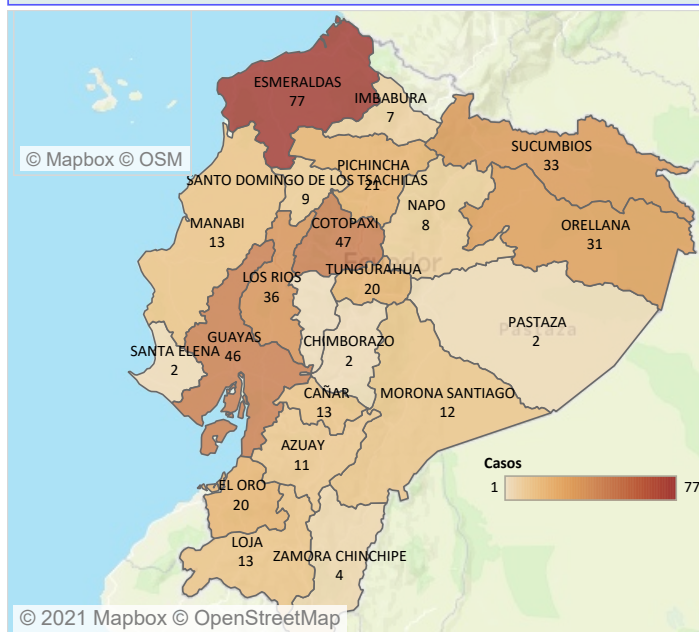 ESMERALDAS
77
IMBABURA
7
© Mapbox © OSM
SUCUMBIOS
33
PICHINCHA
21
SANTO DOMINGO DE LOS TSACHILAS
9
NAPO
8
MANABI
13
COTOPAXI
47
ORELLANA
31
Ecuador
LOS RIOS
36
TUNGURAHUA
20
PASTAZA
2
Pastaza
GUAYAS
46
SANTA ELENA
2
CHIMBORAZO
2
CAÑAR
13
MORONA SANTIAGO
12
AZUAY
11
Casos
1
77
EL ORO
20
LOJA
13
ZAMORA CHINCHIPE
4
© 2021 Mapbox © OpenStreetMap